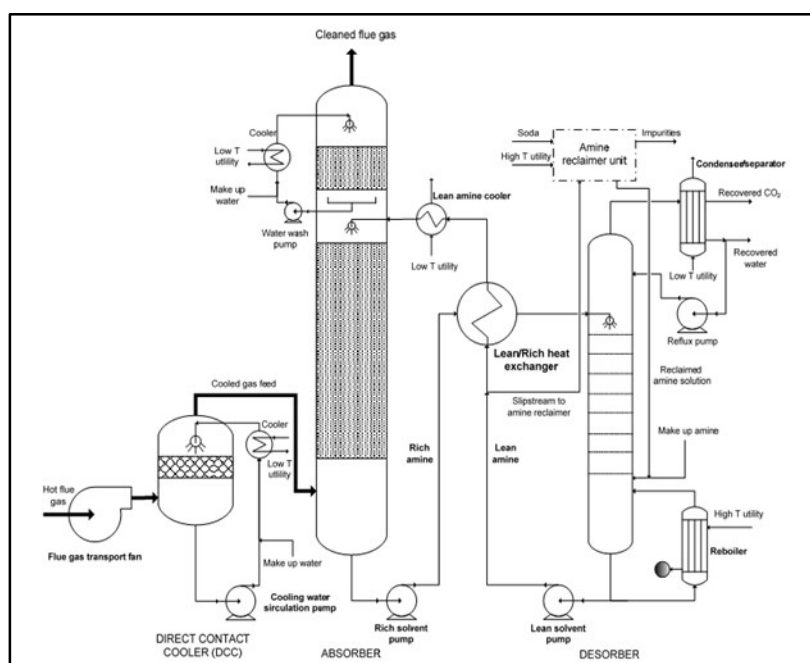 Cleaned flue gas
Cooler
Low T
utlility
Make up
water
Water wash
pump
Lean amine cooler
Low T utility
Soda
High T utility
Amine
reclaimer unit
Impurities
Condenser/separator
Recovered CO₂
Recovered
water
Low T utility
Reflux pump
Lean/Rich heat
exchanger
Reclaimed
amine solution
Slipstream to
amine reclaimer
Make up amine
Cooled gas feed
Cooler
Low T
utlility
Rich
amine
Lean
amine
Hot flue
gas
Flue gas transport fan
High T utility
Reboiler
Make up water
Cooling water
sirculation pump
Rich solvent
pump
Lean solvent
pump
DIRECT CONTACT
COOLER (DCC)
ABSORBER
DESORBER